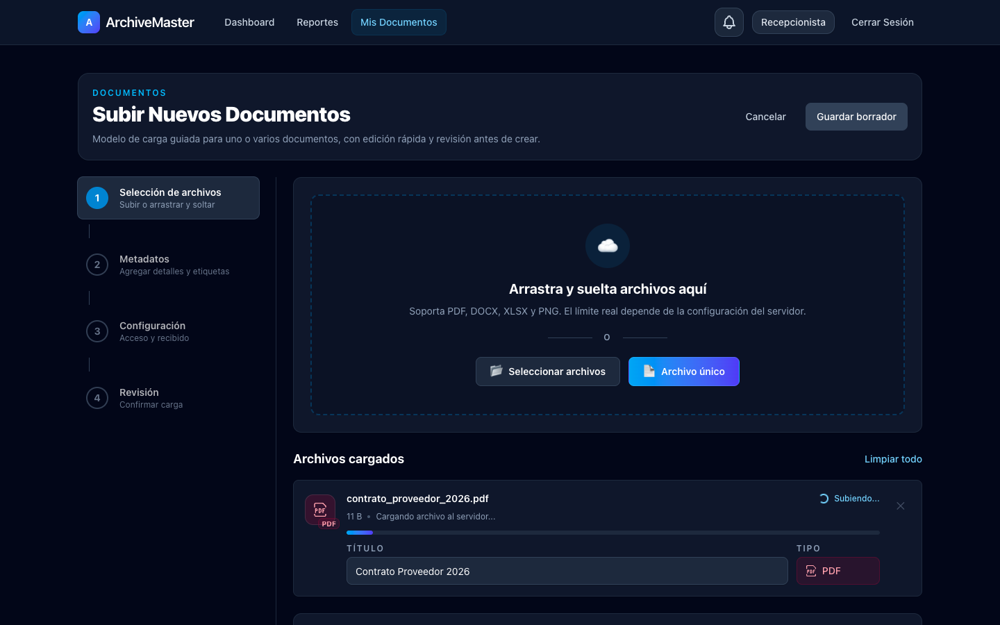 A ArchiveMaster Dashboard Reportes Mis Documentos Recepcionista Cerrar Sesión
DOCUMENTOS
Subir Nuevos Documentos
Modelo de carga guiada para uno o varios documentos, con edición rápida y revisión antes de crear.
Cancelar Guardar borrador
1 Selección de archivos
Subir o arrastrar y soltar
2 Metadatos
Agregar detalles y etiquetas
3 Configuración
Acceso y recibido
4 Revisión
Confirmar carga
Arrastra y suelta archivos aquí
Soporta PDF, DOCX, XLSX y PNG. El límite real depende de la configuración del servidor.
O
Seleccionar archivos Archivo único
Archivos cargados Limpiar todo
PDF
PDF
contrato_proveedor_2026.pdf Subiendo...
11 B • Cargando archivo al servidor...
TÍTULO TIPO
Contrato Proveedor 2026 PDF PDF